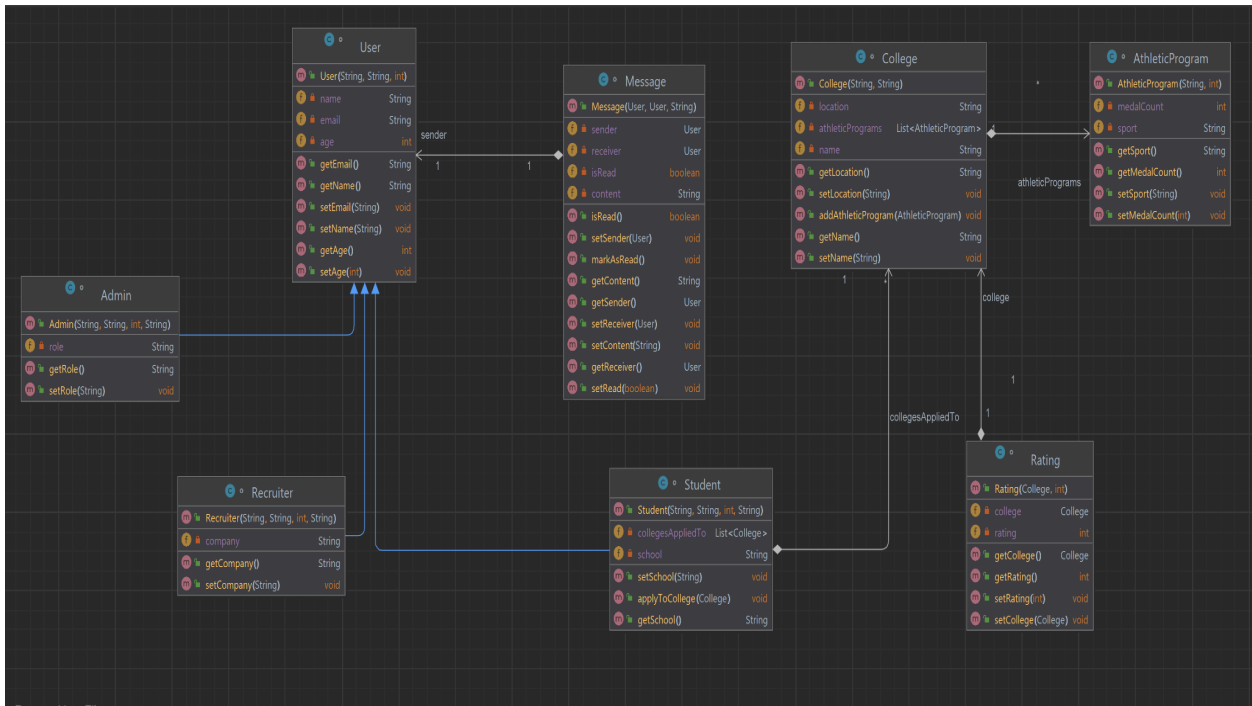 User
User(String, String, int)
name String
email String
age int
getEmail() String
getName() String
setEmail(String) void
setName(String) void
getAge() int
setAge(int) void
sender
1
1
Message
Message(User, User, String)
sender User
receiver User
isRead boolean
content String
isRead() boolean
setSender(User) void
markAsRead() void
getContent() String
getSender() User
setReceiver(User) void
setContent(String) void
getReceiver() User
setRead(boolean) void
College
College(String, String)
location String
athleticPrograms List<AthleticProgram>
name String
getLocation() String
setLocation(String) void
addAthleticProgram(AthleticProgram) void
getName() String
setName(String) void
*
1
athleticPrograms
AthleticProgram
AthleticProgram(String, int)
medalCount int
sport String
getSport() String
getMedalCount() int
setSport(String) void
setMedalCount(int) void
Admin
Admin(String, String, int, String)
role String
getRole() String
setRole(String) void
1
*
college
1
1
collegesAppliedTo
Recruiter
Recruiter(String, String, int, String)
company String
getCompany() String
setCompany(String) void
Student
Student(String, String, int, String)
collegesAppliedTo List<College>
school String
setSchool(String) void
applyToCollege(College) void
getSchool() String
Rating
Rating(College, int)
college College
rating int
getCollege() College
getRating() int
setRating(int) void
setCollege(College) void